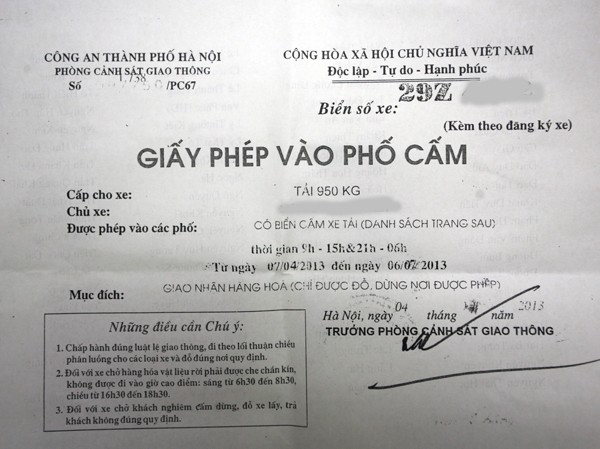 CÔNG AN THÀNH PHỐ HÀ NỘI
PHÒNG CẢNH SÁT GIAO THÔNG
Số /PC67
CỘNG HÒA XÃ HỘI CHỦ NGHĨA VIỆT NAM
Độc lập - Tự do - Hạnh phúc
Biển số xe: 29Z
(Kèm theo đăng ký xe)
GIẤY PHÉP VÀO PHỐ CẤM
Cấp cho xe: TẢI 950 KG
Chủ xe:
Được phép vào các phố: CÓ BIỂN CẤM XE TẢI (DANH SÁCH TRANG SAU)
thời gian 9h - 15h&21h - 06h
Từ ngày 07/04/2013 đến ngày 06/07/2013
Mục đích: GIAO NHẬN HÀNG HOÁ (CHỈ ĐƯỢC ĐỖ, DỪNG NƠI ĐƯỢC PHÉP)
Hà Nội, ngày 04 tháng năm 2013
TRƯỞNG PHÒNG CẢNH SÁT GIAO THÔNG
Những điều cần Chú ý:
1. Chấp hành đúng luật lệ giao thông, đi theo lối thuận chiều
phân luồng cho các loại xe và đỗ đúng nơi quy định.
2. Đối với xe chở hàng hóa vật liệu rời phải được che chắn kín,
không được đi vào giờ cao điểm: sáng từ 6h30 đến 8h30,
chiều từ 16h30 đến 18h30.
3. Đối với xe chở khách nghiêm cấm dừng, đỗ xe lấy, trả
khách không đúng quy định.